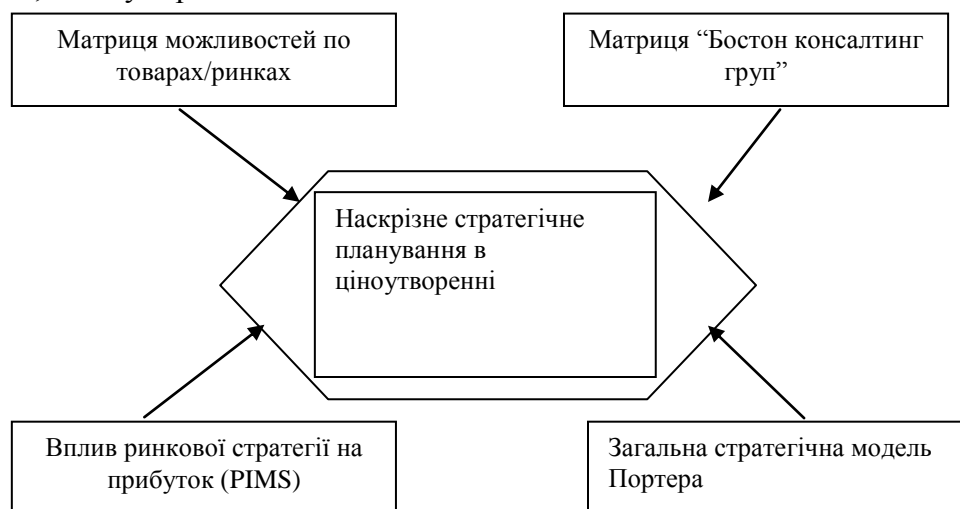 Матриця можливостей по
товарах/ринках
Матриця “Бостон консалтинг
груп”
Наскрізне стратегічне
планування в
ціноутворенні
Вплив ринкової стратегії на
прибуток (PIMS)
Загальна стратегічна модель
Портера